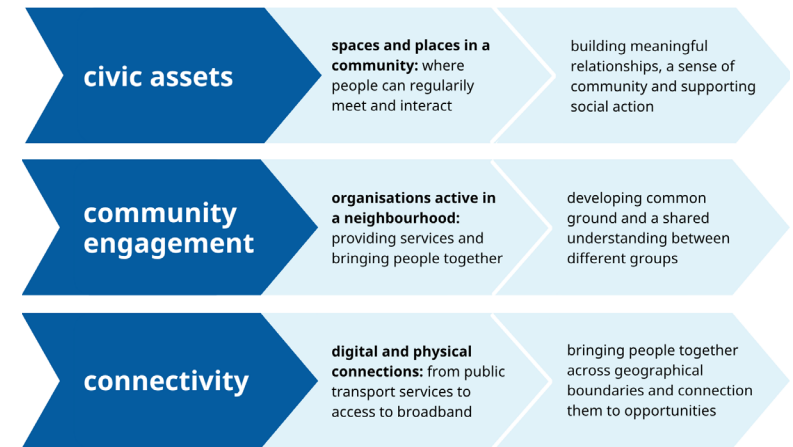 civic assets
spaces and places in a
community: where
people can regularily
meet and interact
building meaningful
relationships, a sense of
community and supporting
social action
community
engagement
organisations active in
a neighbourhood:
providing services and
bringing people together
developing common
ground and a shared
understanding between
different groups
connectivity
digital and physical
connections: from public
transport services to
access to broadband
bringing people together
across geographical
boundaries and connection
them to opportunities